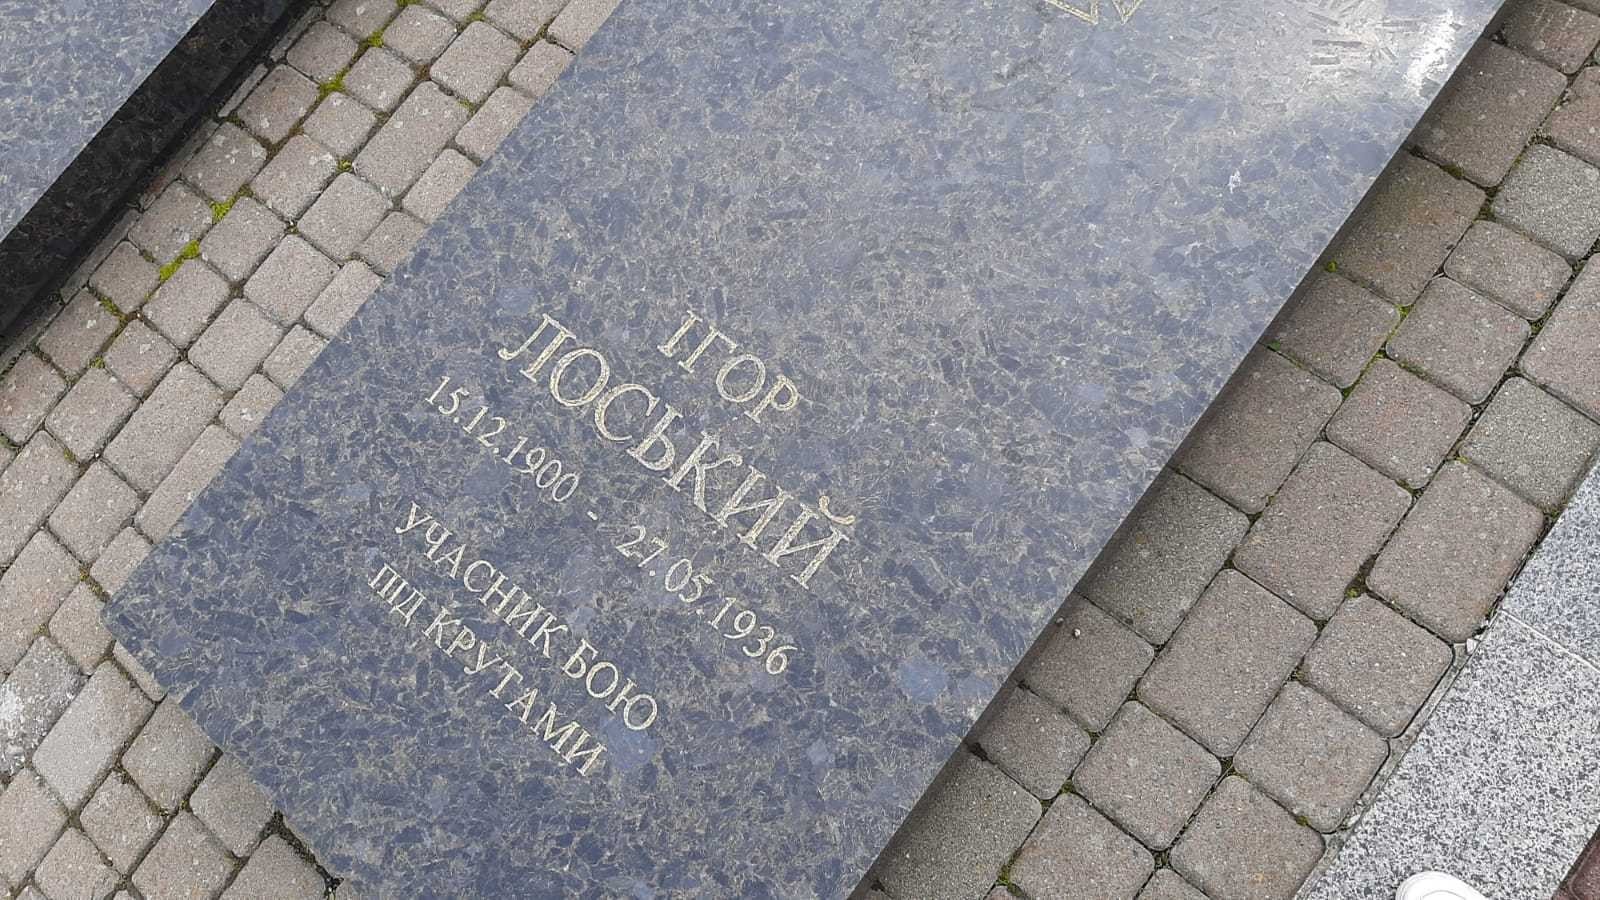 ІГОР
ЛОСЬКИЙ
15.12.1900 - 27.05.1936
УЧАСНИК БОЮ
ПІД КРУТАМИ